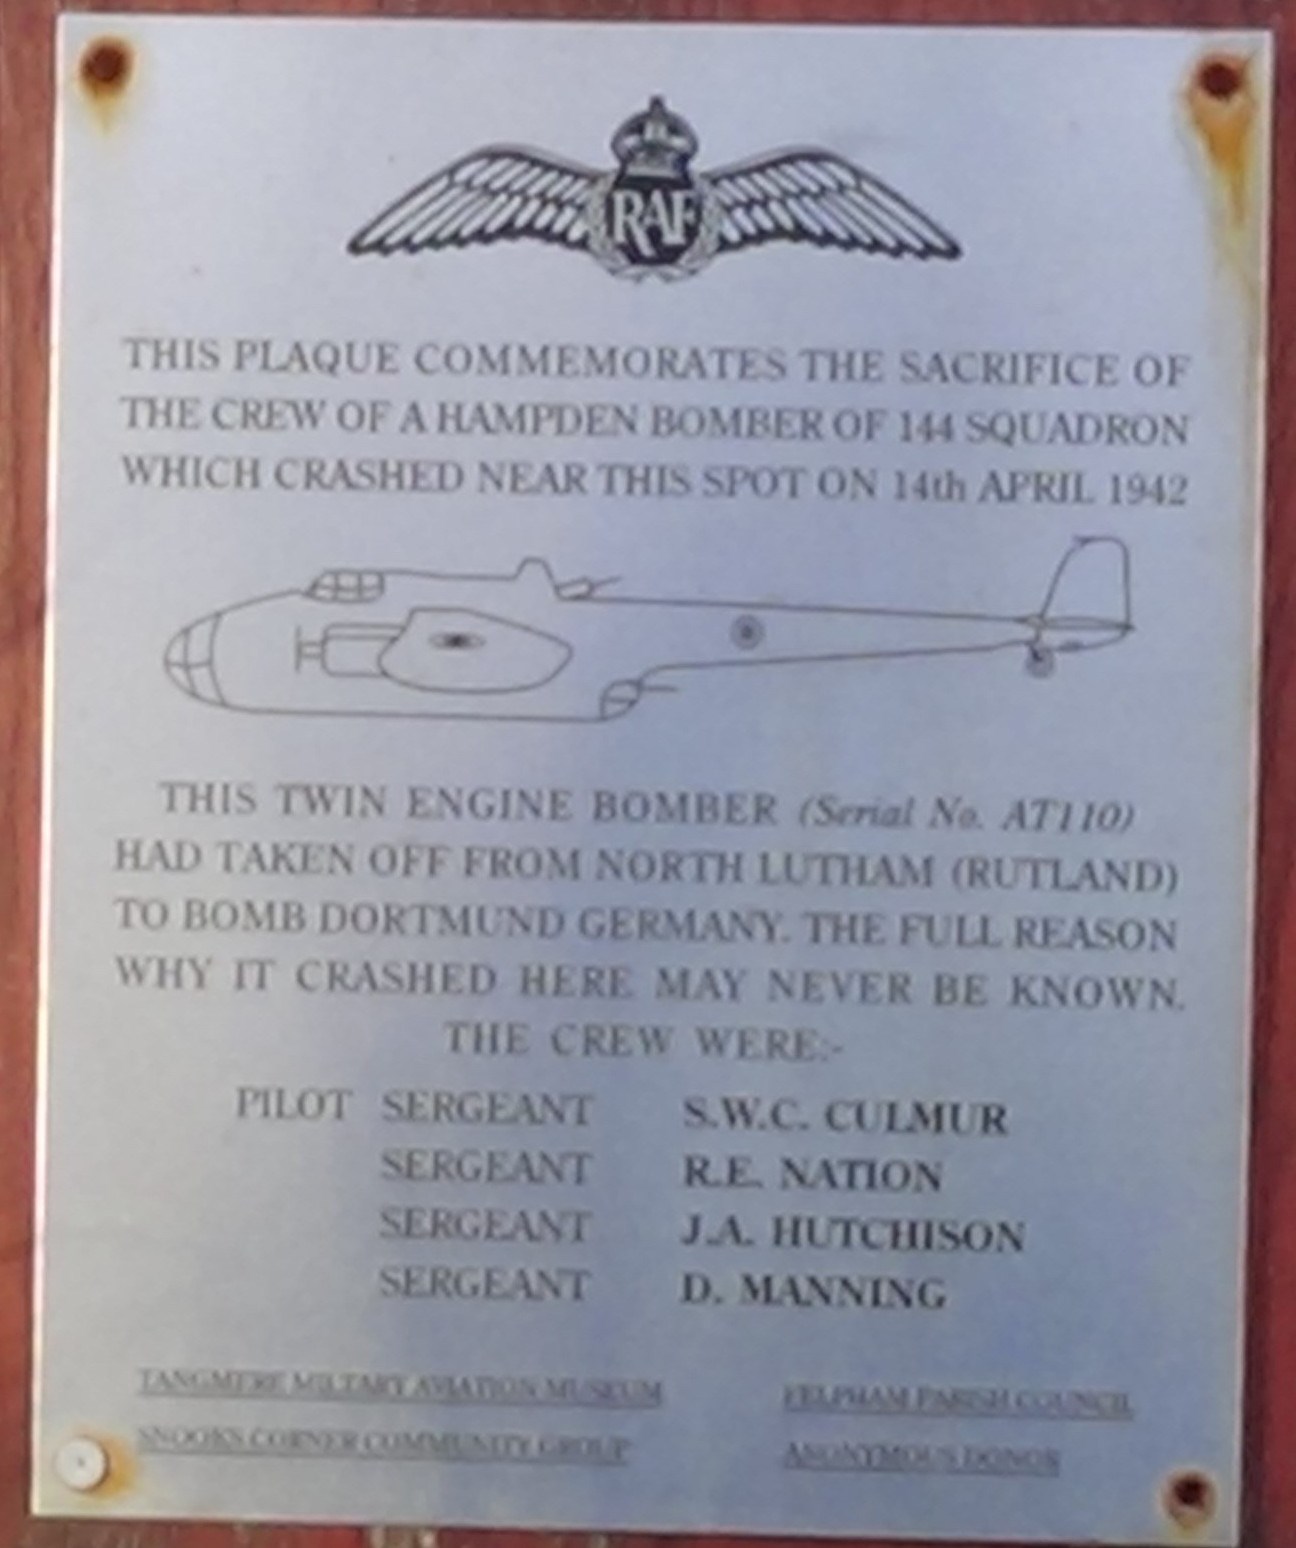 RAF
THIS PLAQUE COMMEMORATES THE SACRIFICE OF
THE CREW OF A HAMPDEN BOMBER OF 144 SQUADRON
WHICH CRASHED NEAR THIS SPOT ON 14th APRIL 1942
THIS TWIN ENGINE BOMBER (Serial No. AT110)
HAD TAKEN OFF FROM NORTH LUTHAM (RUTLAND)
TO BOMB DORTMUND GERMANY. THE FULL REASON
WHY IT CRASHED HERE MAY NEVER BE KNOWN.
THE CREW WERE:-
PILOT SERGEANT S.W.C. CULMUR
SERGEANT R.E. NATION
SERGEANT J.A. HUTCHISON
SERGEANT D. MANNING
TANGMERE MILTARY AVIATION MUSEUM FELPHAM PARISH COUNCIL
SNOOKS CORNER COMMUNITY GROUP ANONYMOUS DONOR